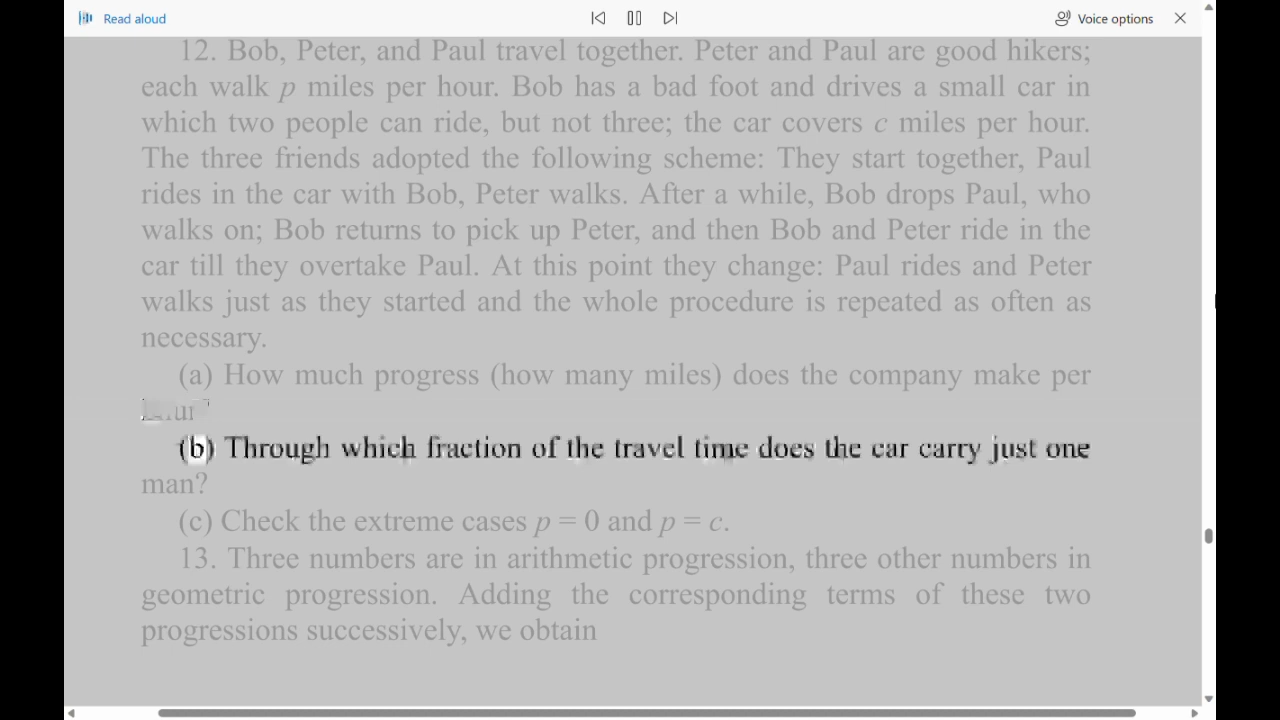 Read aloud
Voice options
12. Bob, Peter, and Paul travel together. Peter and Paul are good hikers;
each walk p miles per hour. Bob has a bad foot and drives a small car in
which two people can ride, but not three; the car covers c miles per hour.
The three friends adopted the following scheme: They start together, Paul
rides in the car with Bob, Peter walks. After a while, Bob drops Paul, who
walks on; Bob returns to pick up Peter, and then Bob and Peter ride in the
car till they overtake Paul. At this point they change: Paul rides and Peter
walks just as they started and the whole procedure is repeated as often as
necessary.
(a) How much progress (how many miles) does the company make per
(b) Through which fraction of the travel time does the car carry just one
man?
(c) Check the extreme cases p = 0 and p = c.
13. Three numbers are in arithmetic progression, three other numbers in
geometric progression. Adding the corresponding terms of these two
progressions successively, we obtain